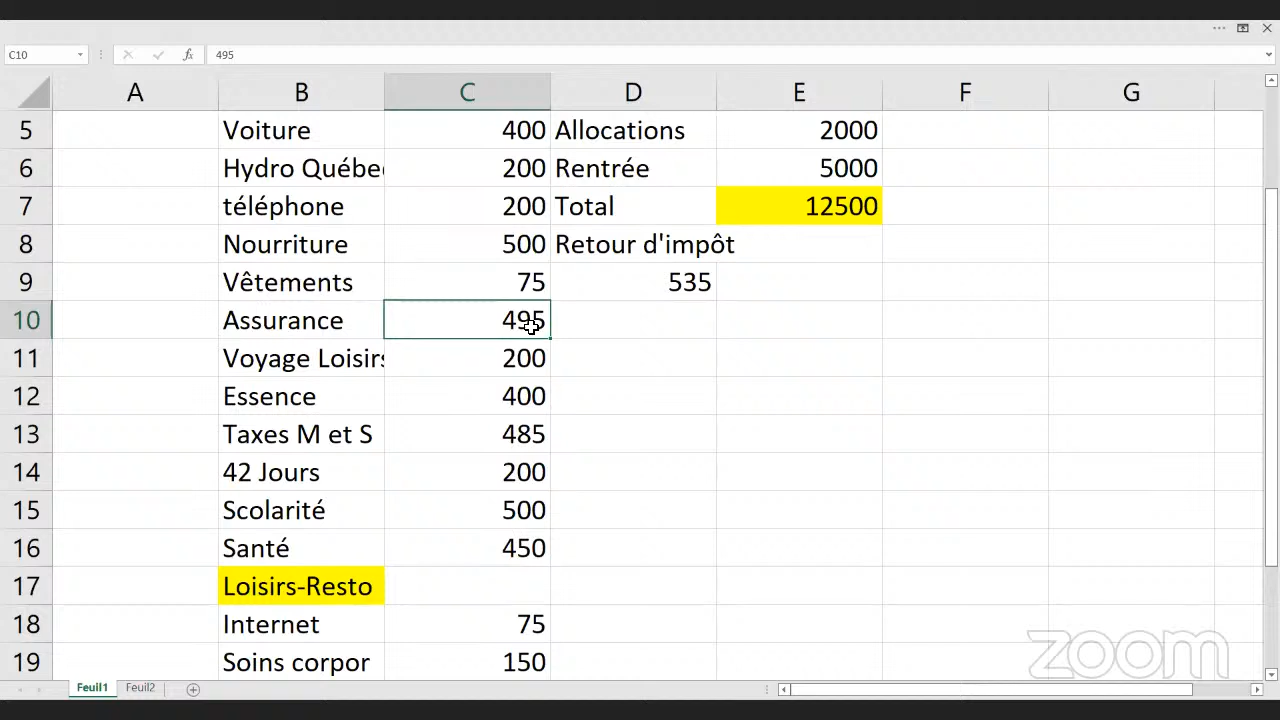 C10 fx 495
A B C D E F G
5 Voiture 400 Allocations 2000
6 Hydro Québec 200 Rentrée 5000
7 téléphone 200 Total 12500
8 Nourriture 500 Retour d'impôt
9 Vêtements 75 535
10 Assurance 495
11 Voyage Loisirs 200
12 Essence 400
13 Taxes M et S 485
14 42 Jours 200
15 Scolarité 500
16 Santé 450
17 Loisirs-Resto
18 Internet 75
19 Soins corpor 150
zoom
Feuil1 Feuil2